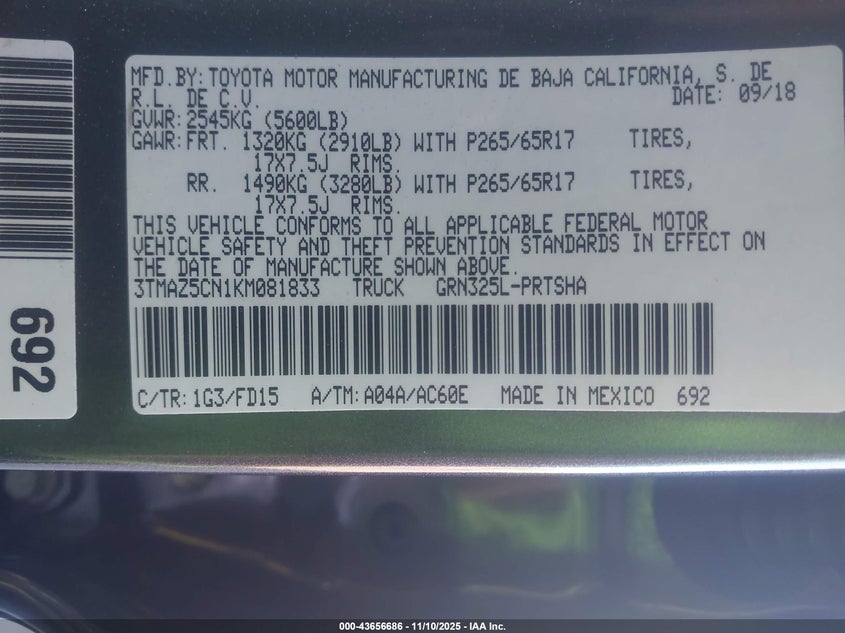 MFD.BY:TOYOTA MOTOR MANUFACTURING DE BAJA CALIFORNIA, S. DE
R.L. DE C.V. DATE: 09/18
GVWR:2545KG (5600LB)
GAWR:FRT. 1320KG (2910LB) WITH P265/65R17 TIRES,
17X7.5J RIMS.
RR. 1490KG (3280LB) WITH P265/65R17 TIRES,
17X7.5J RIMS.
THIS VEHICLE CONFORMS TO ALL APPLICABLE FEDERAL MOTOR
VEHICLE SAFETY AND THEFT PREVENTION STANDARDS IN EFFECT ON
THE DATE OF MANUFACTURE SHOWN ABOVE.
3TMAZ5CN1KM081833 TRUCK GRN325L-PRTSHA
C/TR:1G3/FD15 A/TM:A04A/AC60E MADE IN MEXICO 692
692
000-43656686 - 11/10/2025 - IAA Inc.